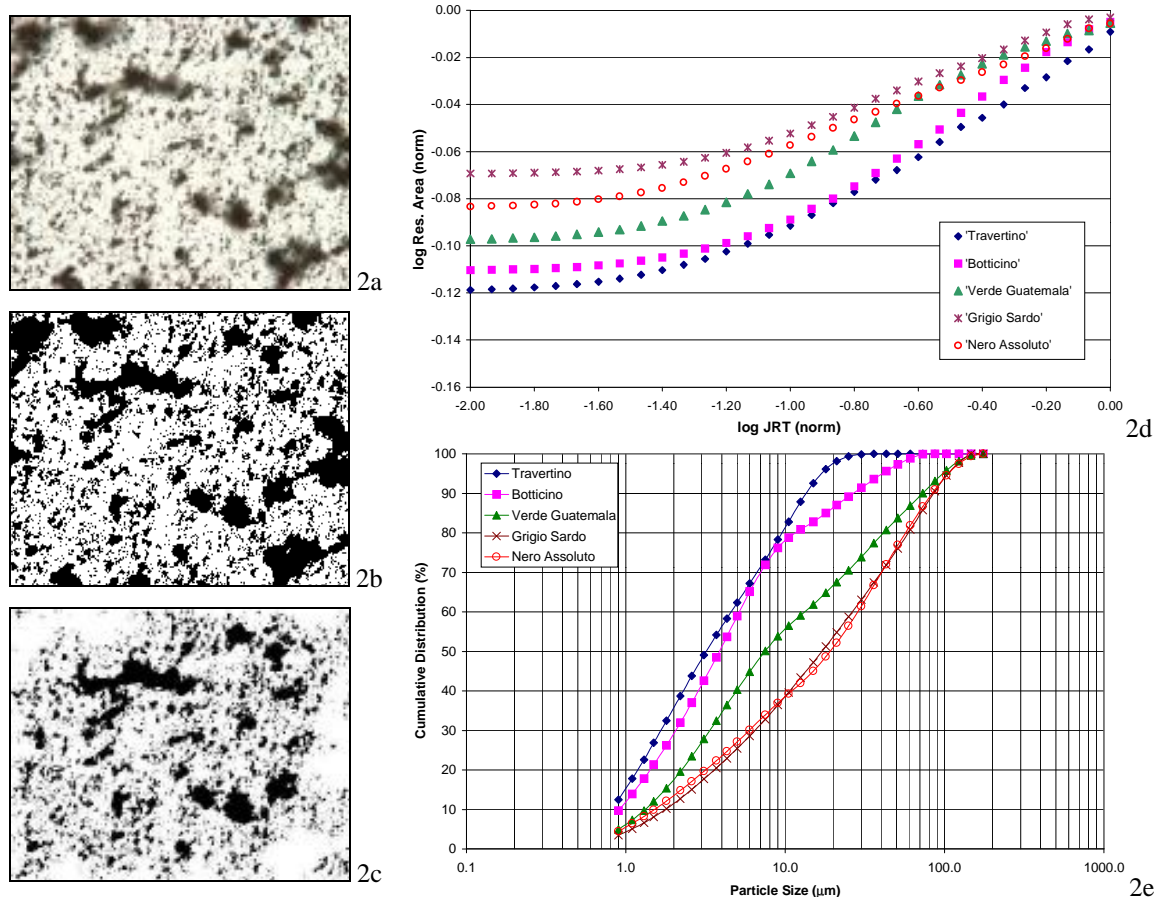 2a
2b
2c
0.00
-0.02
-0.04
-0.06
-0.08
-0.10
-0.12
-0.14
-0.16
log Res. Area (norm)
-2.00 -1.80 -1.60 -1.40 -1.20 -1.00 -0.80 -0.60 -0.40 -0.20 0.00
log JRT (norm)
'Travertino'
'Botticino'
'Verde Guatemala'
'Grigio Sardo'
'Nero Assoluto'
2d
100
90
80
70
60
50
40
30
20
10
0
Cumulative Distribution (%)
Travertino
Botticino
Verde Guatemala
Grigio Sardo
Nero Assoluto
0.1 1.0 10.0 100.0 1000.0
Particle Size (μm)
2e